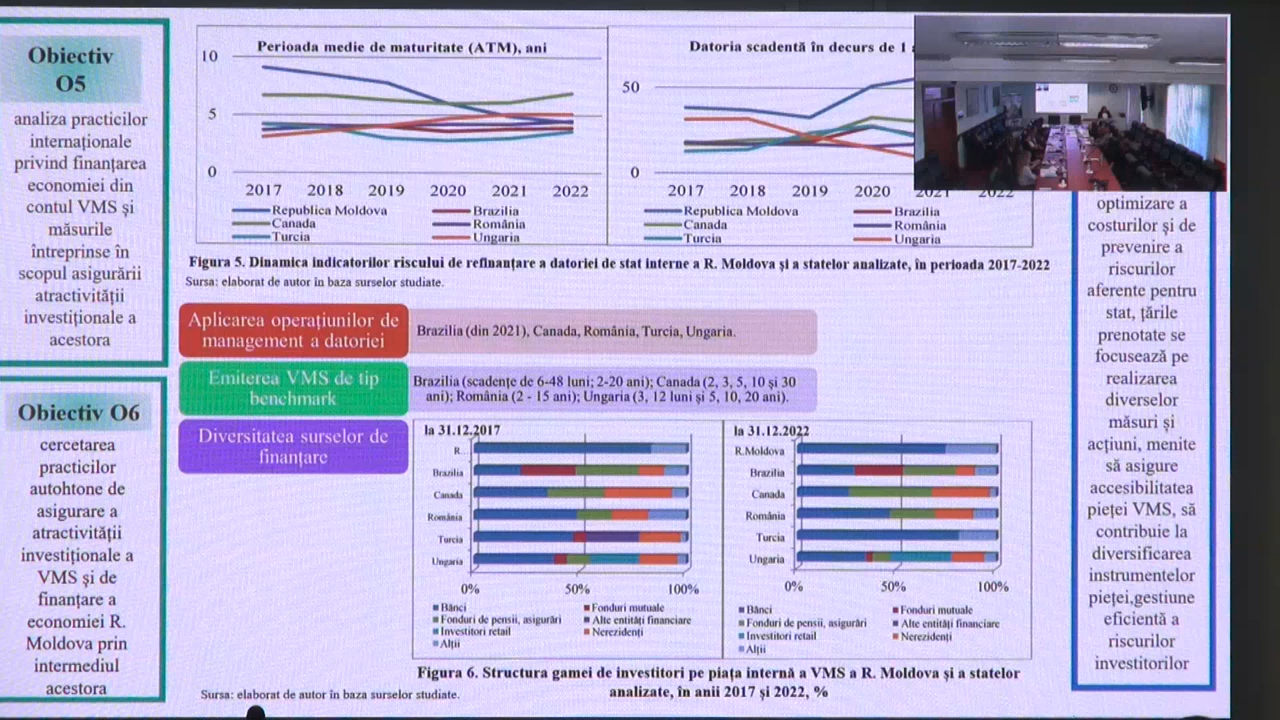 Obiectiv
O5
analiza practicilor
internaționale
privind finanțarea
economiei din
contul VMS și
măsurile
întreprinse în
scopul asigurării
atractivității
investiționale a
acestora
Obiectiv O6
cercetarea
practicilor
autohtone de
asigurare a
atractivității
investiționale a
VMS și de
finanțare a
economiei R.
Moldova prin
intermediul
acestora
Perioada medie de maturitate (ATM), ani
10
5
0
2017 2018 2019 2020 2021 2022
Republica Moldova Brazilia
Canada România
Turcia Ungaria
Datoria scadentă în decurs de 1
50
0
2017 2018 2019 2020 2021 2022
Republica Moldova Brazilia
Canada România
Turcia Ungaria
Figura 5. Dinamica indicatorilor riscului de refinanțare a datoriei de stat interne a R. Moldova și a statelor analizate, în perioada 2017-2022
Sursa: elaborat de autor în baza surselor studiate.
Aplicarea operațiunilor de
management a datoriei
Brazilia (din 2021), Canada, România, Turcia, Ungaria.
Emiterea VMS de tip
benchmark
Brazilia (scadențe de 6-48 luni; 2-20 ani); Canada (2, 3, 5, 10 și 30
ani); România (2 - 15 ani); Ungaria (3, 12 luni și 5, 10, 20 ani).
Diversitatea surselor de
finanțare
la 31.12.2017
R...
Brazilia
Canada
România
Turcia
Ungaria
0% 50% 100%
Bănci Fonduri mutuale
Fonduri de pensii, asigurări Alte entități financiare
Investitori retail Nerezidenți
Alții
la 31.12.2022
R.Moldova
Brazilia
Canada
România
Turcia
Ungaria
0% 50% 100%
Bănci Fonduri mutuale
Fonduri de pensii, asigurări Alte entități financiare
Investitori retail Nerezidenți
Alții
Figura 6. Structura gamei de investitori pe piața internă a VMS a R. Moldova și a statelor
analizate, în anii 2017 și 2022, %
Sursa: elaborat de autor în baza surselor studiate.
optimizare a
costurilor și de
prevenire a
riscurilor
aferente pentru
stat, țările
prenotate se
focusează pe
realizarea
diverselor
măsuri și
acțiuni, menite
să asigure
accesibilitatea
pieței VMS, să
contribuie la
diversificarea
instrumentelor
pieței,gestiune
eficientă a
riscurilor
investitorilor